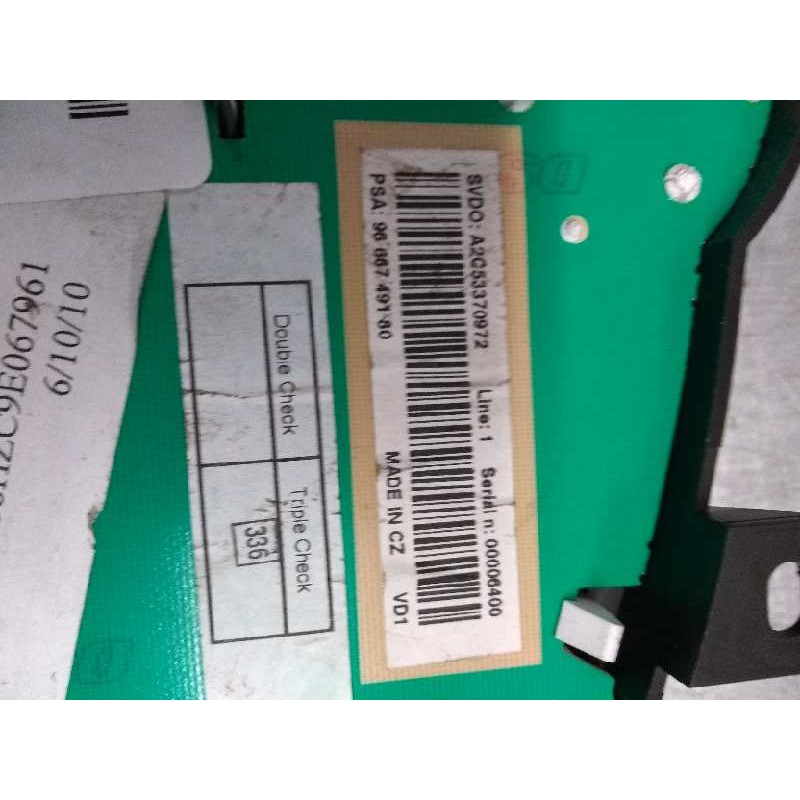 9E067961
6/10/10
Double Check
Triple Check
336
SVDO: A2C53370972 Line: 1 Serial n: 00006400
PSA: 96 667 491 80 MADE IN CZ VD1